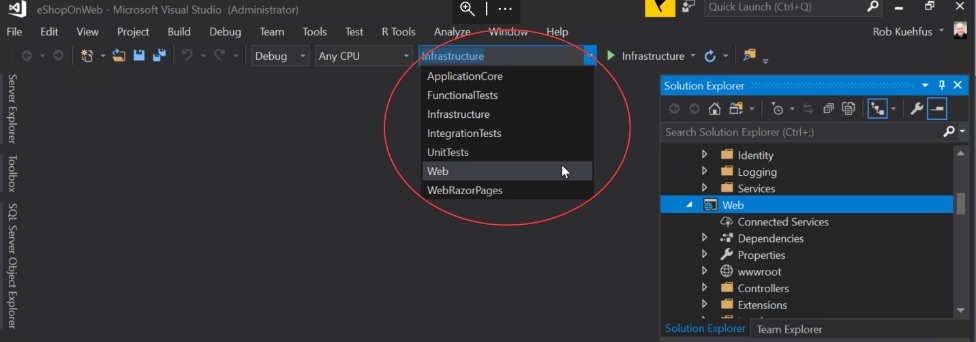 eShopOnWeb - Microsoft Visual Studio (Administrator)
Quick Launch (Ctrl+Q)
File Edit View Project Build Debug Team Tools Test R Tools Analyze Window Help
Rob Kuehfus
Debug Any CPU Infrastructure Infrastructure
ApplicationCore
FunctionalTests
Infrastructure
IntegrationTests
UnitTests
Web
WebRazorPages
Server Explorer
Toolbox
SQL Server Object Explorer
Solution Explorer
Search Solution Explorer (Ctrl+;)
Identity
Logging
Services
Web
Connected Services
Dependencies
Properties
wwwroot
Controllers
Extensions
Solution Explorer Team Explorer